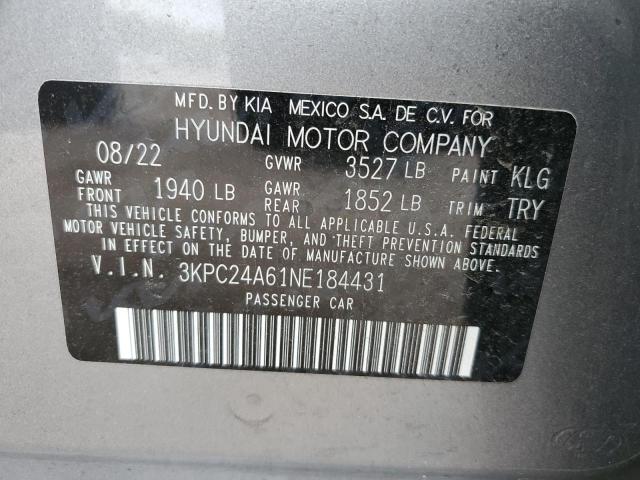 MFD. BY KIA MEXICO S.A. DE C.V. FOR
HYUNDAI MOTOR COMPANY
08/22 GVWR 3527 LB PAINT KLG
GAWR FRONT 1940 LB GAWR REAR 1852 LB TRIM TRY
THIS VEHICLE CONFORMS TO ALL APPLICABLE U.S.A. FEDERAL
MOTOR VEHICLE SAFETY, BUMPER, AND THEFT PREVENTION STANDARDS
IN EFFECT ON THE DATE OF MANUFACTURE SHOWN ABOVE.
V.I.N. 3KPC24A61NE184431
PASSENGER CAR